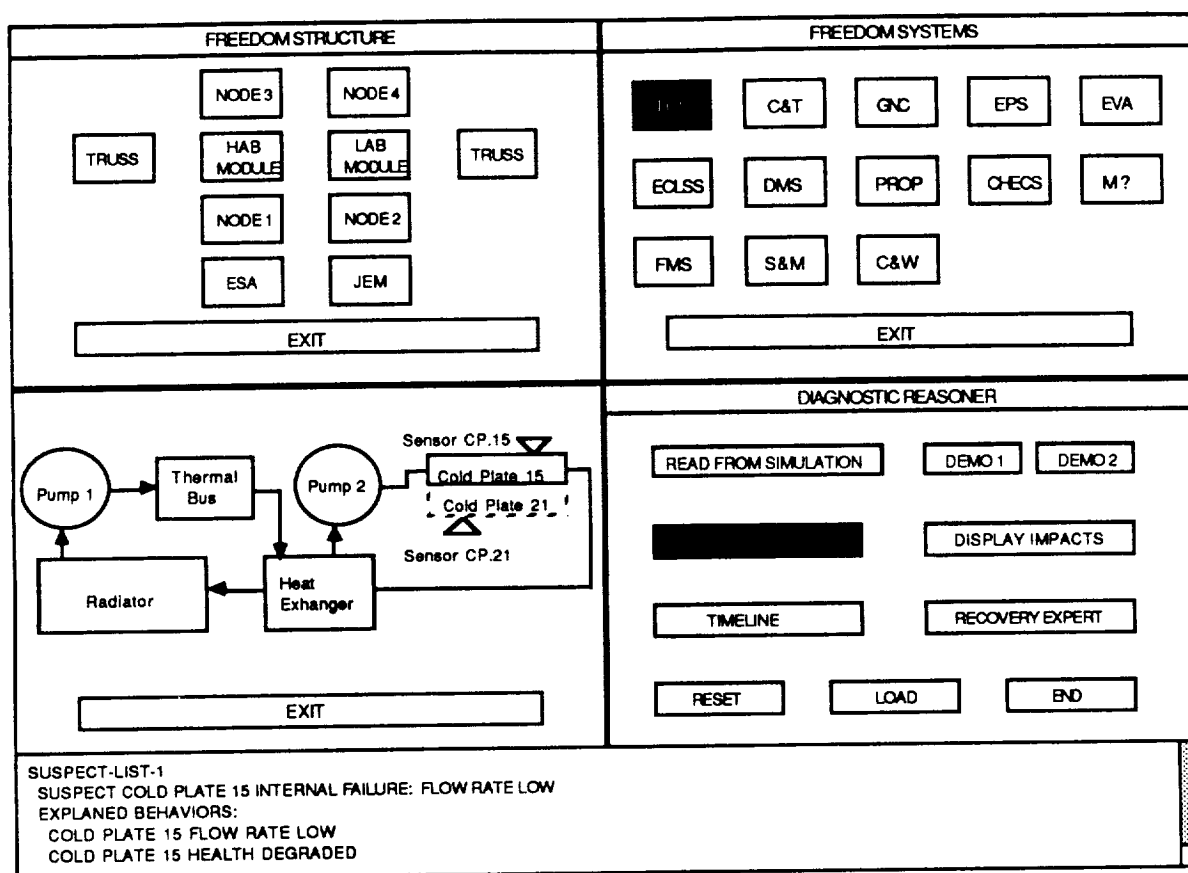 FREEDOM STRUCTURE
NODE 3
NODE 4
TRUSS
HAB
MODULE
LAB
MODULE
TRUSS
NODE 1
NODE 2
ESA
JEM
EXIT
FREEDOM SYSTEMS
C&T
GNC
EPS
EVA
ECLSS
DMS
PROP
CHECS
M?
FMS
S&M
C&W
EXIT
Sensor CP.15
Pump 1
Thermal
Bus
Pump 2
Cold Plate 15
Cold Plate 21
Sensor CP.21
Radiator
Heat
Exhanger
EXIT
DIAGNOSTIC REASONER
READ FROM SIMULATION
DEMO 1
DEMO 2
DISPLAY IMPACTS
TIMELINE
RECOVERY EXPERT
RESET
LOAD
END
SUSPECT-LIST-1
SUSPECT COLD PLATE 15 INTERNAL FAILURE: FLOW RATE LOW
EXPLANED BEHAVIORS:
COLD PLATE 15 FLOW RATE LOW
COLD PLATE 15 HEALTH DEGRADED